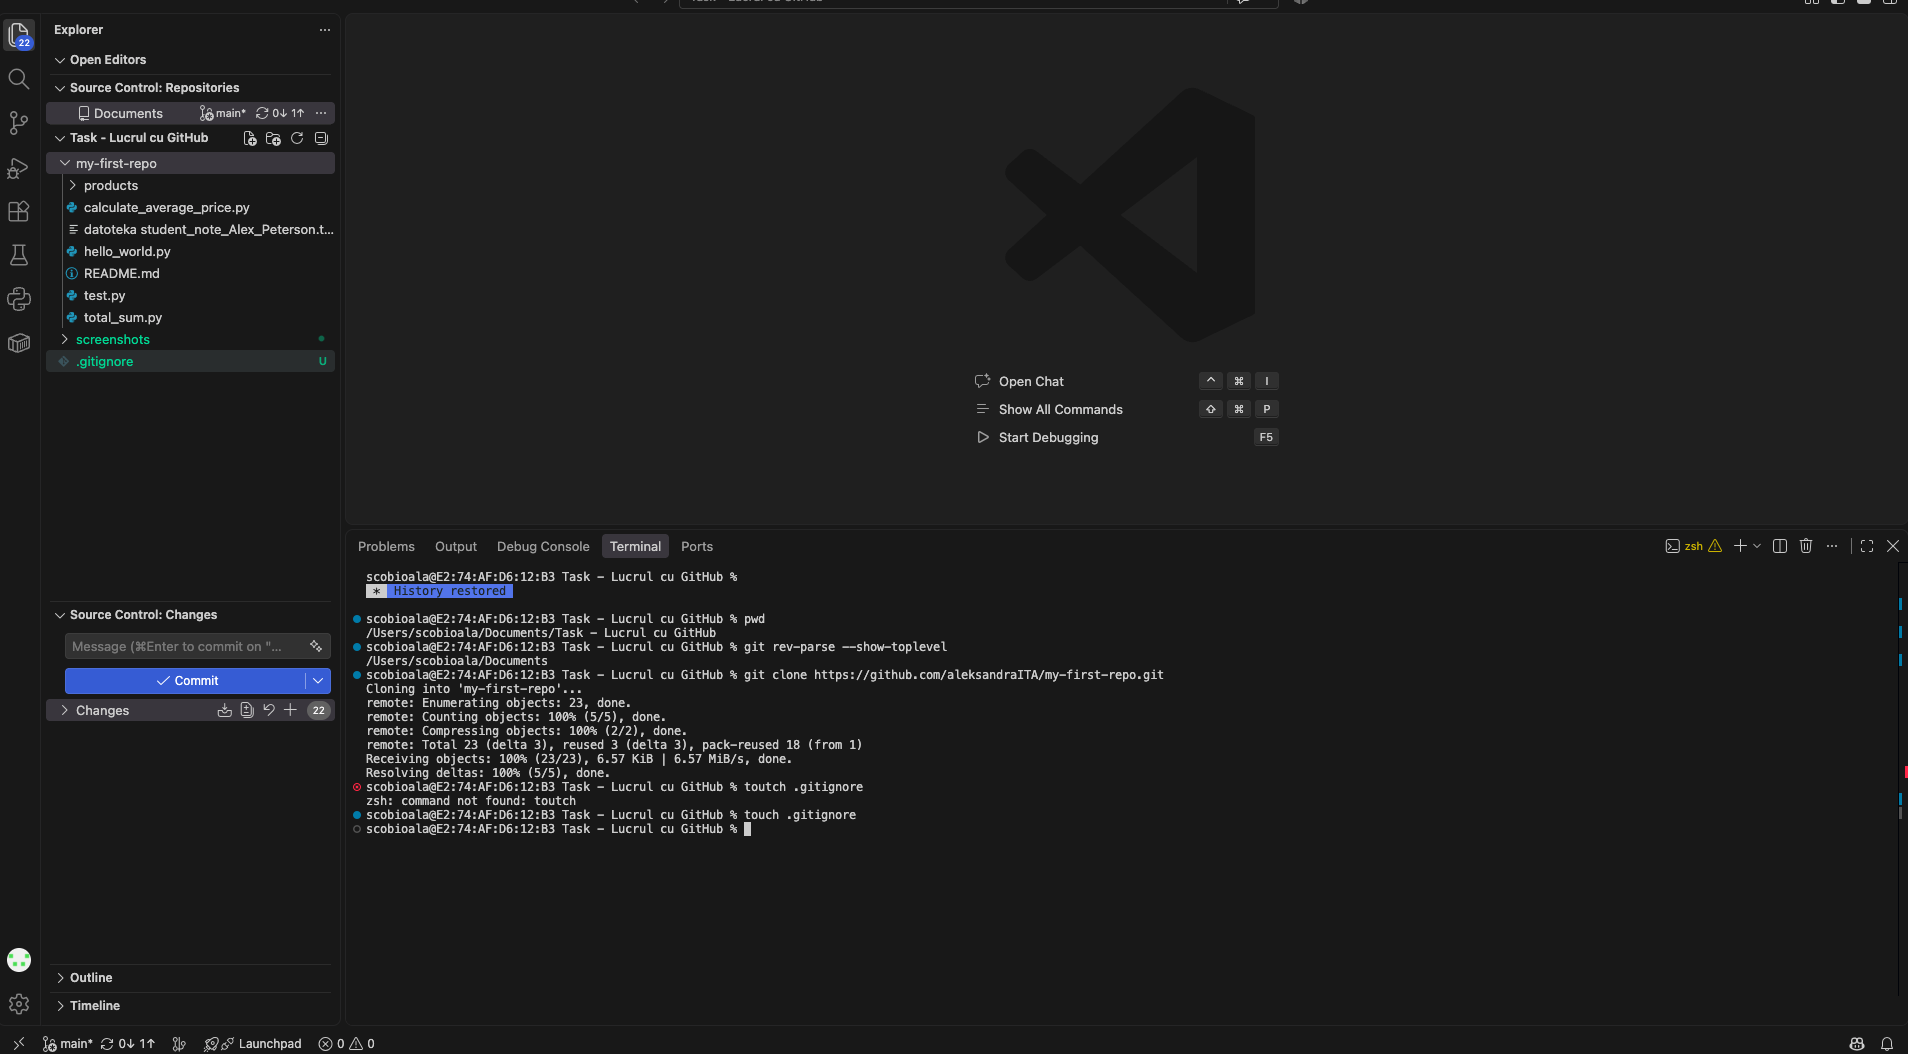 Explorer
Open Editors
Source Control: Repositories
Documents main* 0↓ 1↑
Task - Lucrul cu GitHub
my-first-repo
products
calculate_average_price.py
datoteka student_note_Alex_Peterson.t...
hello_world.py
README.md
test.py
total_sum.py
screenshots
.gitignore U
22
Source Control: Changes
Message (⌘Enter to commit on "...
Commit
Changes 22
Outline
Timeline
Open Chat ^ ⌘ I
Show All Commands ⇧ ⌘ P
Start Debugging F5
Problems Output Debug Console Terminal Ports
zsh
scobioala@E2:74:AF:D6:12:B3 Task - Lucrul cu GitHub %
* History restored
scobioala@E2:74:AF:D6:12:B3 Task - Lucrul cu GitHub % pwd
/Users/scobioala/Documents/Task - Lucrul cu GitHub
scobioala@E2:74:AF:D6:12:B3 Task - Lucrul cu GitHub % git rev-parse --show-toplevel
/Users/scobioala/Documents
scobioala@E2:74:AF:D6:12:B3 Task - Lucrul cu GitHub % git clone https://github.com/aleksandraITA/my-first-repo.git
Cloning into 'my-first-repo'...
remote: Enumerating objects: 23, done.
remote: Counting objects: 100% (5/5), done.
remote: Compressing objects: 100% (2/2), done.
remote: Total 23 (delta 3), reused 3 (delta 3), pack-reused 18 (from 1)
Receiving objects: 100% (23/23), 6.57 KiB | 6.57 MiB/s, done.
Resolving deltas: 100% (5/5), done.
scobioala@E2:74:AF:D6:12:B3 Task - Lucrul cu GitHub % toutch .gitignore
zsh: command not found: toutch
scobioala@E2:74:AF:D6:12:B3 Task - Lucrul cu GitHub % touch .gitignore
scobioala@E2:74:AF:D6:12:B3 Task - Lucrul cu GitHub %
main* 0↓ 1↑ Launchpad 0 0